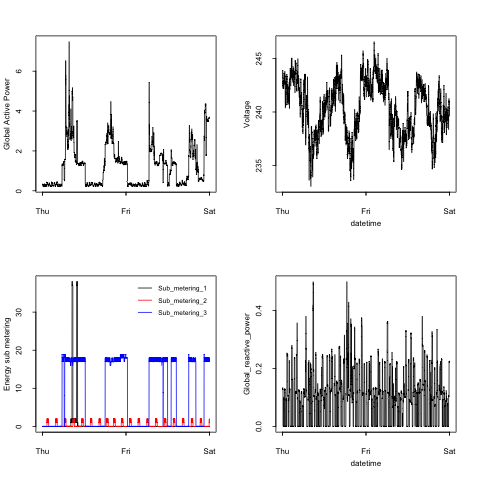 Global Active Power
6
4
2
0
Thu
Fri
Sat
Voltage
245
240
235
Thu
Fri
Sat
datetime
Energy sub metering
30
20
10
0
Sub_metering_1
Sub_metering_2
Sub_metering_3
Thu
Fri
Sat
Global_reactive_power
0.4
0.2
0.0
Thu
Fri
Sat
datetime